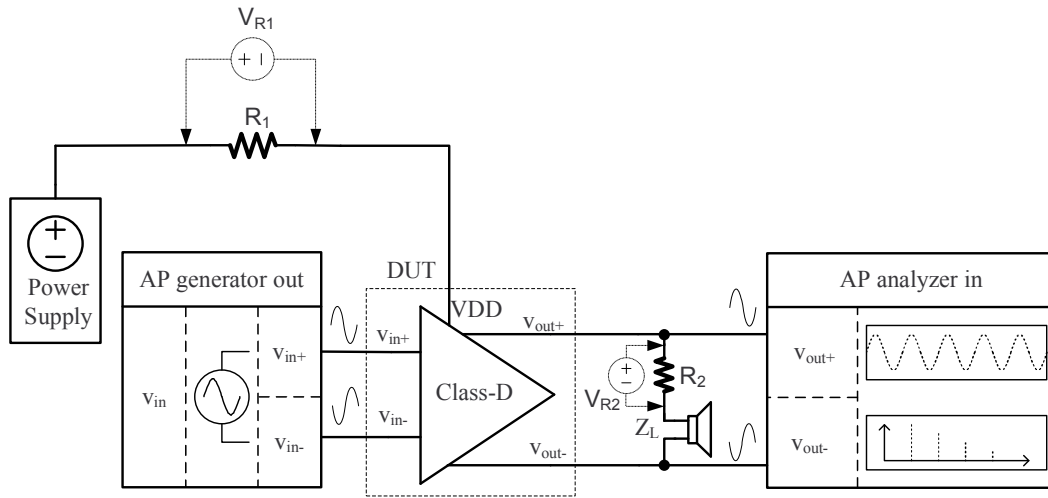 V_R1
+ −
R_1
+
−
Power
Supply
AP generator out
v_in
v_in+
v_in-
DUT
VDD
v_in+
v_in-
Class-D
v_out+
v_out-
+
−
V_R2
R_2
Z_L
AP analyzer in
v_out+
v_out-